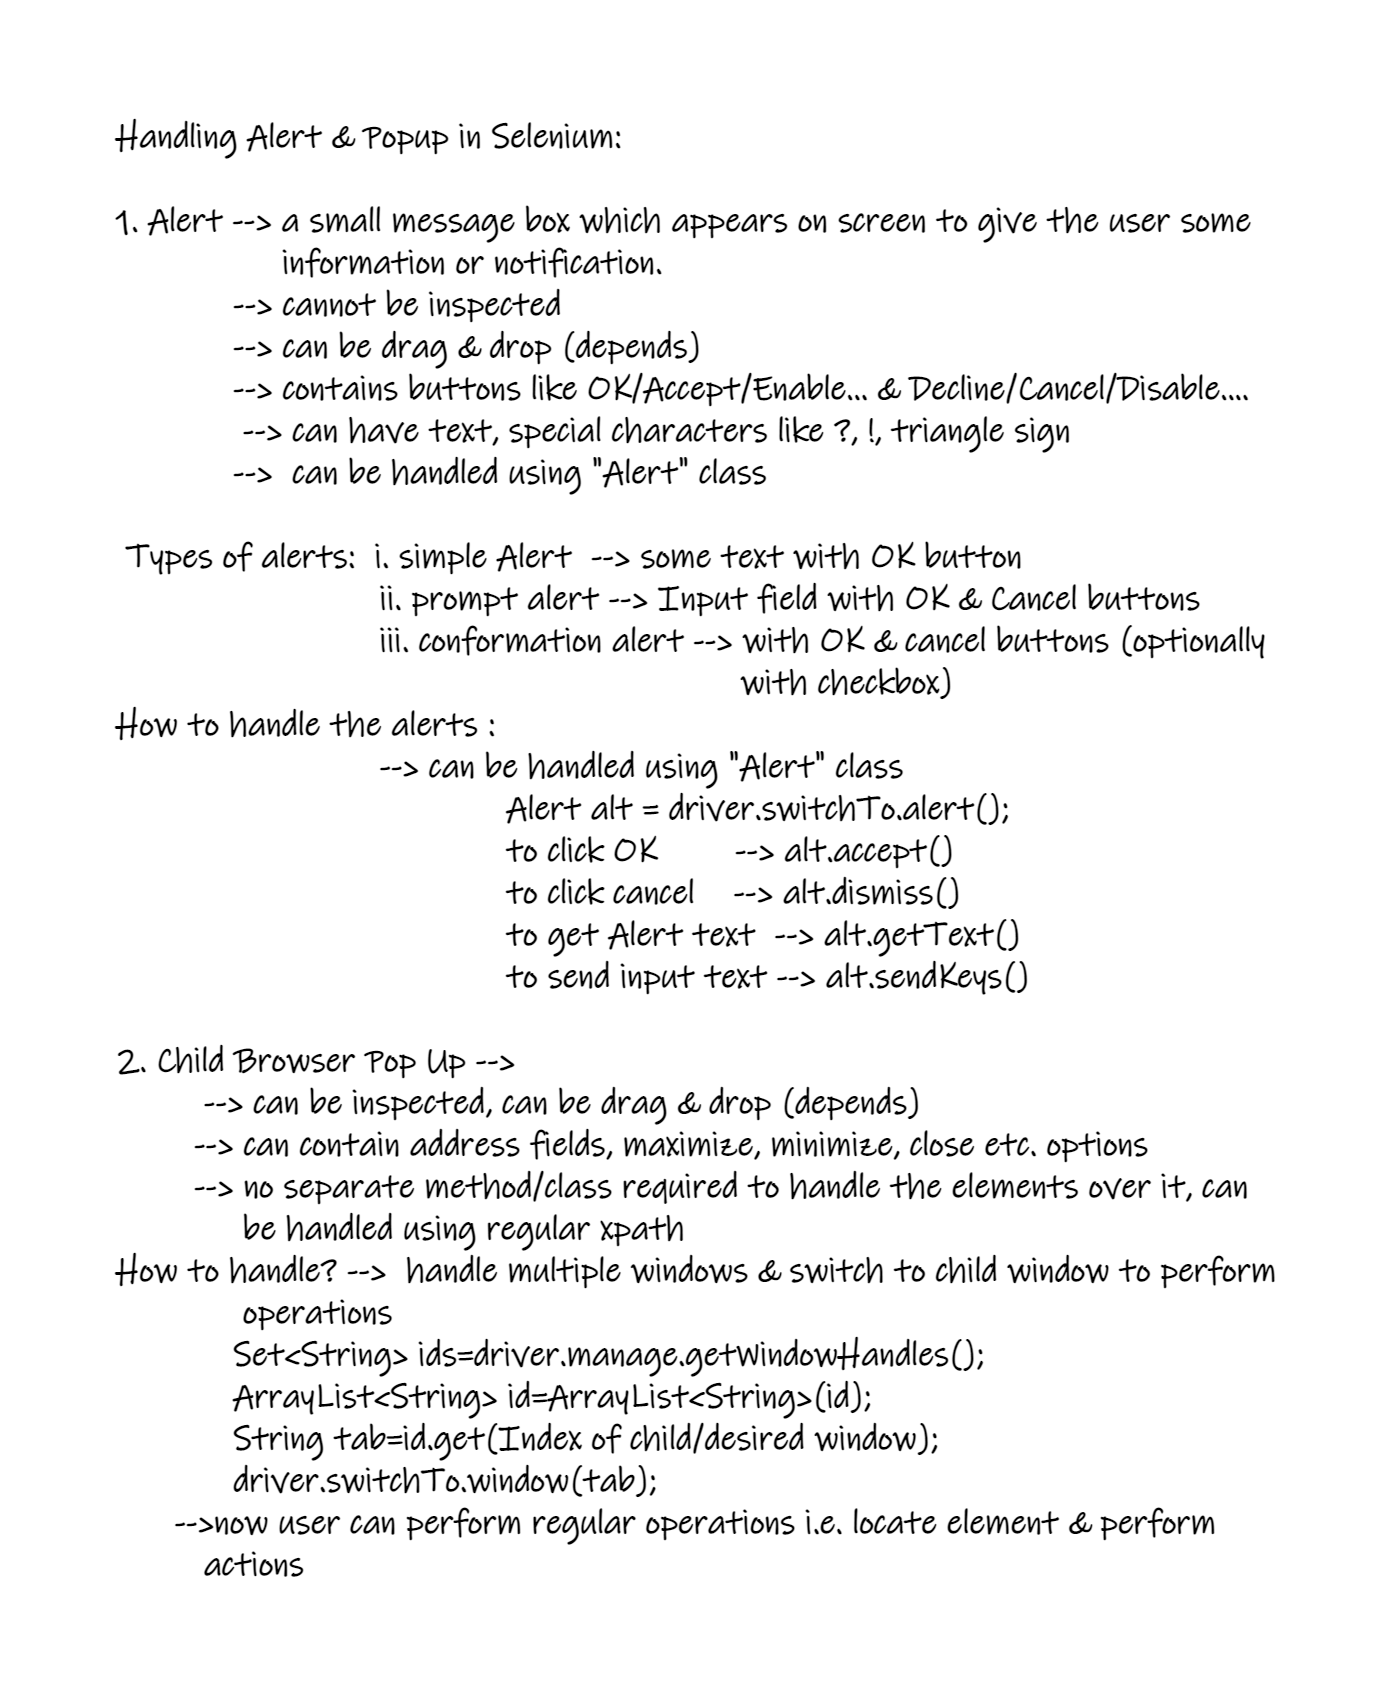 Handling Alert & Popup in Selenium:
1. Alert --> a small message box which appears on screen to give the user some
information or notification.
--> cannot be inspected
--> can be drag & drop (depends)
--> contains buttons like OK/Accept/Enable... & Decline/Cancel/Disable....
--> can have text, special characters like ?, !, triangle sign
--> can be handled using "Alert" class
Types of alerts: i. simple Alert --> some text with OK button
ii. prompt alert --> Input field with OK & Cancel buttons
iii. conformation alert --> with OK & cancel buttons (optionally
with checkbox)
How to handle the alerts :
--> can be handled using "Alert" class
Alert alt = driver.switchTo.alert();
to click OK --> alt.accept()
to click cancel --> alt.dismiss()
to get Alert text --> alt.getText()
to send input text --> alt.sendKeys()
2. Child Browser Pop Up -->
--> can be inspected, can be drag & drop (depends)
--> can contain address fields, maximize, minimize, close etc. options
--> no separate method/class required to handle the elements over it, can
be handled using regular xpath
How to handle? --> handle multiple windows & switch to child window to perform
operations
Set<String> ids=driver.manage.getWindowHandles();
ArrayList<String> id=ArrayList<String>(id);
String tab=id.get(Index of child/desired window);
driver.switchTo.window(tab);
-->now user can perform regular operations i.e. locate element & perform
actions